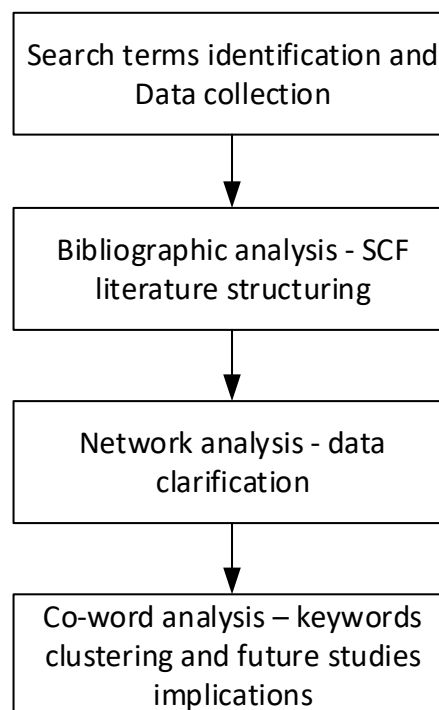 Search terms identification and
Data collection
Bibliographic analysis - SCF
literature structuring
Network analysis - data
clarification
Co-word analysis – keywords
clustering and future studies
implications